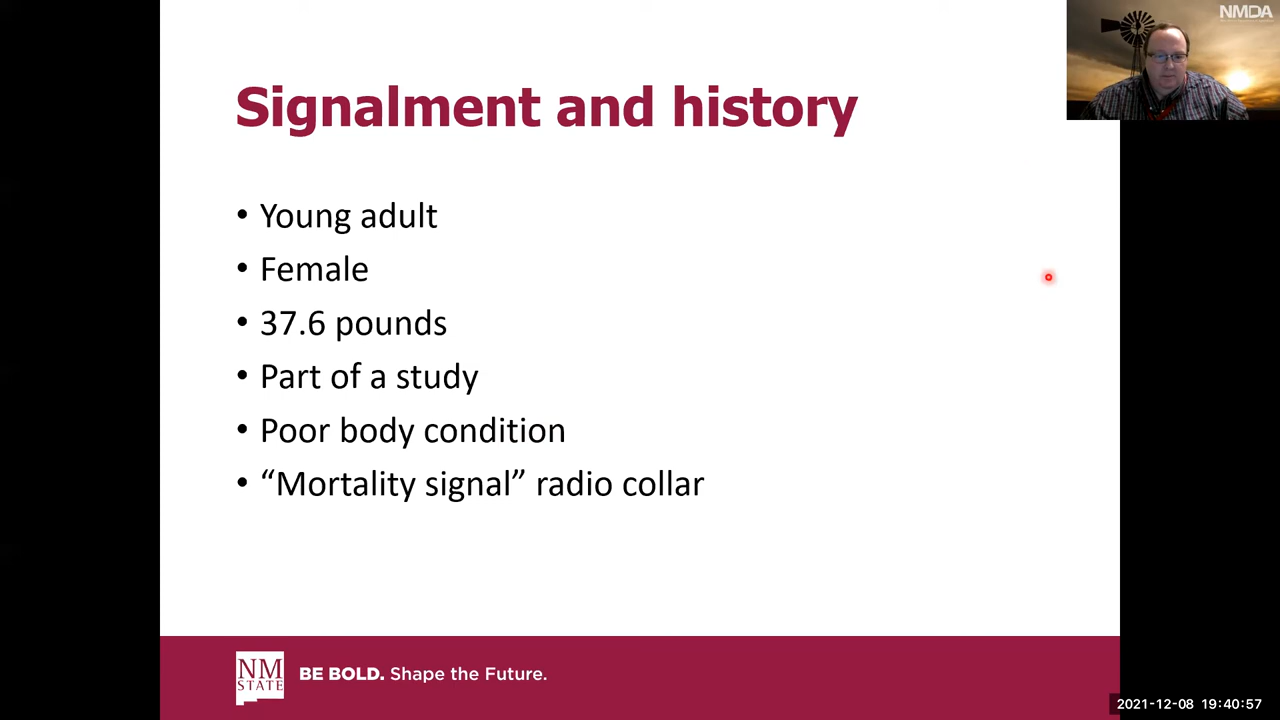 NMDA
Signalment and history
• Young adult
• Female
• 37.6 pounds
• Part of a study
• Poor body condition
• “Mortality signal” radio collar
NM
STATE
BE BOLD. Shape the Future.
2021-12-08 19:40:57